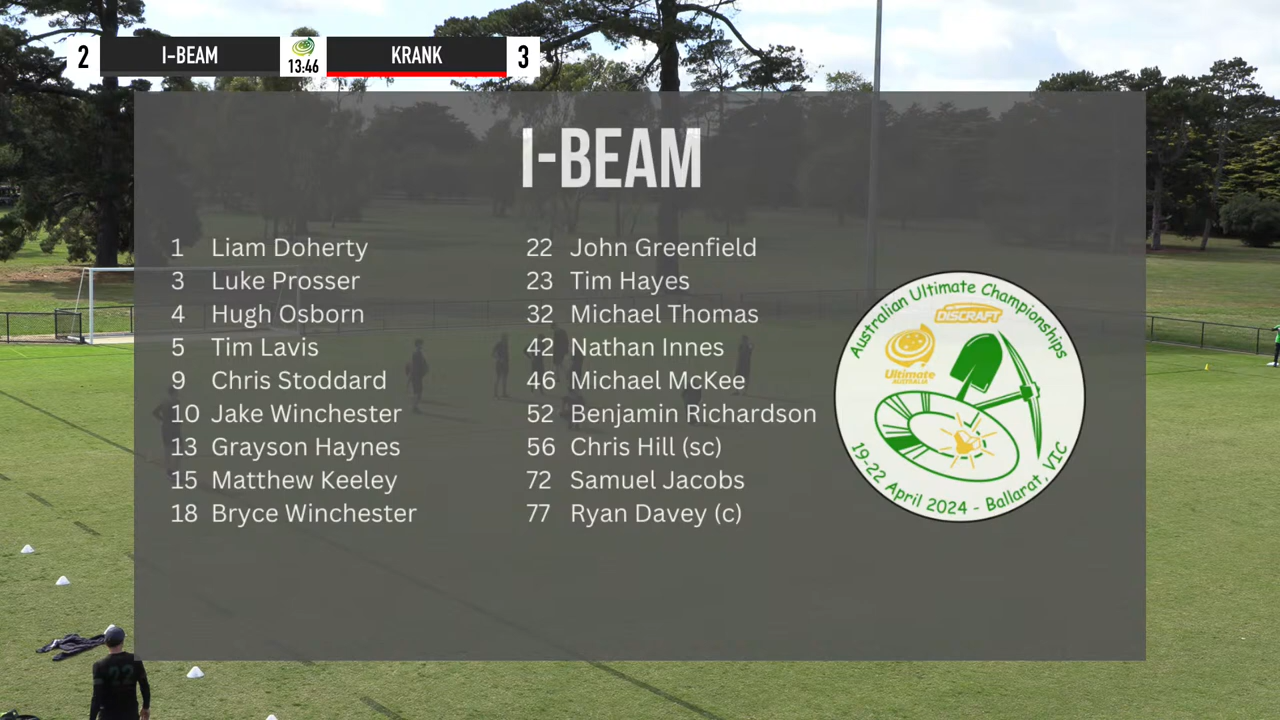 2 I-BEAM 13:46 KRANK 3
I-BEAM
1 Liam Doherty
3 Luke Prosser
4 Hugh Osborn
5 Tim Lavis
9 Chris Stoddard
10 Jake Winchester
13 Grayson Haynes
15 Matthew Keeley
18 Bryce Winchester
22 John Greenfield
23 Tim Hayes
32 Michael Thomas
42 Nathan Innes
46 Michael McKee
52 Benjamin Richardson
56 Chris Hill (sc)
72 Samuel Jacobs
77 Ryan Davey (c)
Australian Ultimate Championships
DISCRAFT
Ultimate
AUSTRALIA
19-22 April 2024 - Ballarat, VIC
22